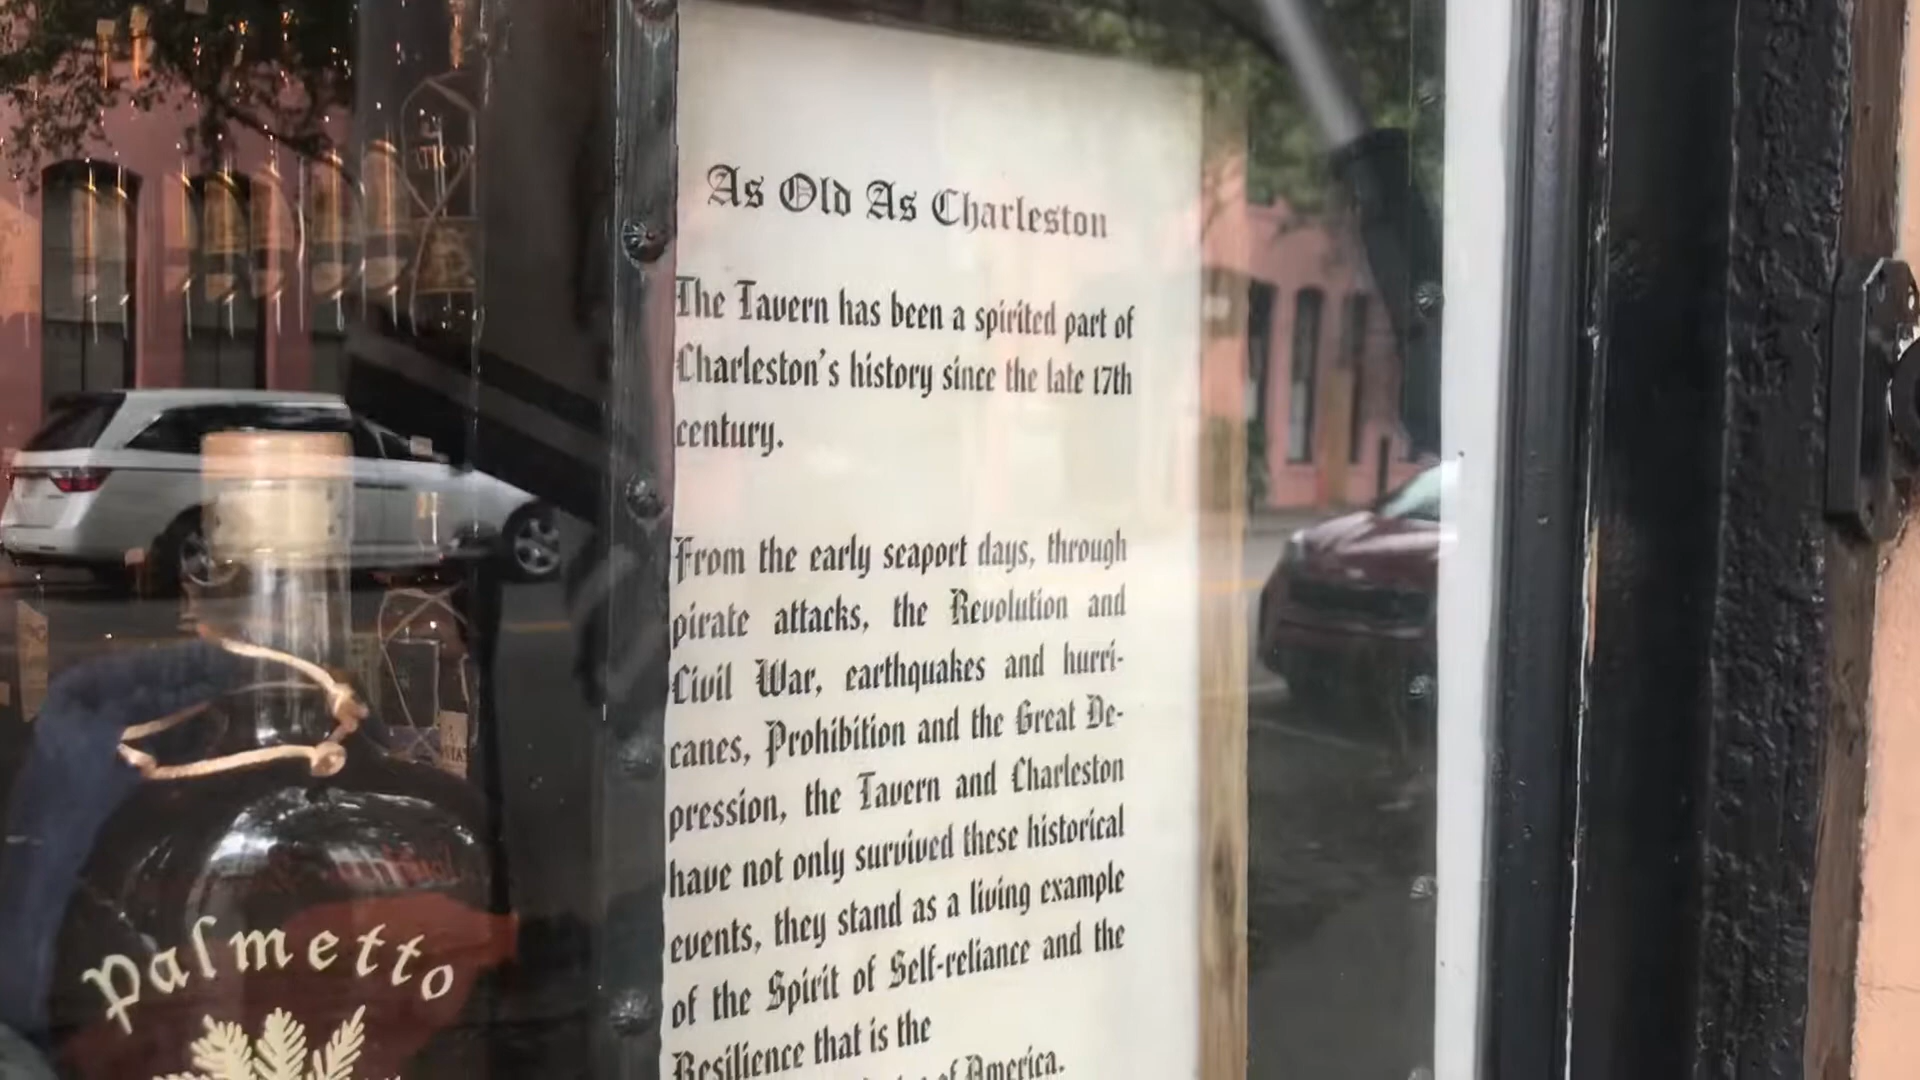 As Old As Charleston
The Tavern has been a spirited part of
Charleston's history since the late 17th
century.
From the early seaport days, through
pirate attacks, the Revolution and
Civil War, earthquakes and hurri-
canes, Prohibition and the Great De-
pression, the Tavern and Charleston
have not only survived these historical
events, they stand as a living example
of the Spirit of Self-reliance and the
Resilience that is the
of America.
Palmetto